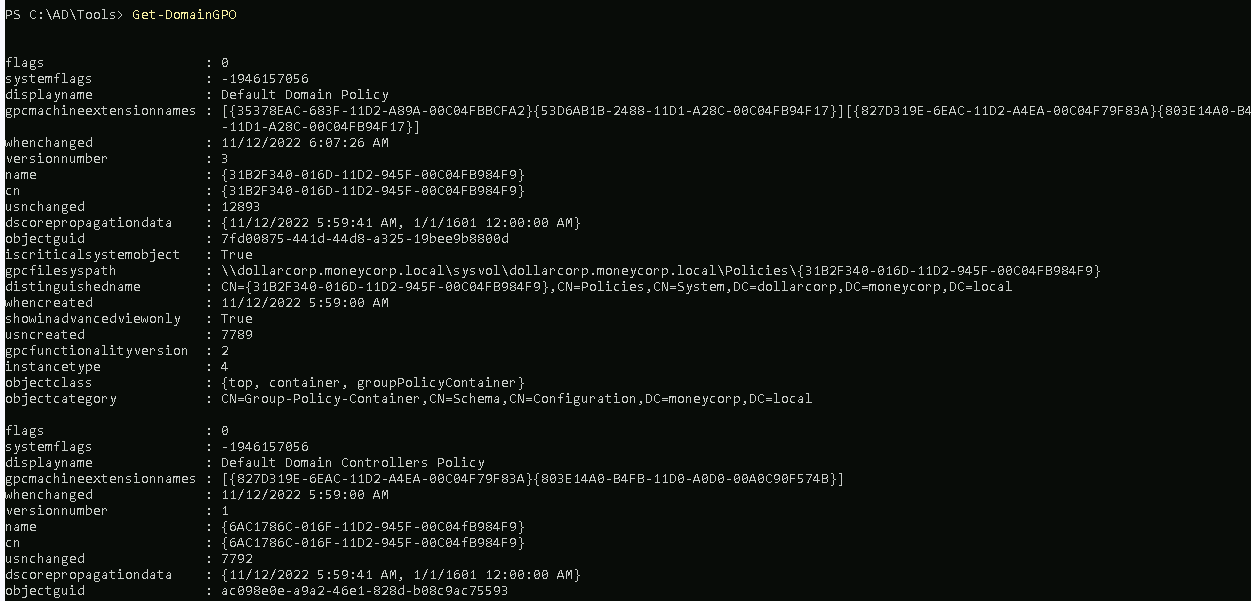 PS C:\AD\Tools> Get-DomainGPO
flags                    : 0
systemflags              : -1946157056
displayname              : Default Domain Policy
gpcmachineextensionnames : [{35378EAC-683F-11D2-A89A-00C04FBBCFA2}{53D6AB1B-2488-11D1-A28C-00C04FB94F17}][{827D319E-6EAC-11D2-A4EA-00C04F79F83A}{803E14A0-B4
                           -11D1-A28C-00C04FB94F17}]
whenchanged              : 11/12/2022 6:07:26 AM
versionnumber            : 3
name                     : {31B2F340-016D-11D2-945F-00C04FB984F9}
cn                       : {31B2F340-016D-11D2-945F-00C04FB984F9}
usnchanged               : 12893
dscorepropagationdata    : {11/12/2022 5:59:41 AM, 1/1/1601 12:00:00 AM}
objectguid               : 7fd00875-441d-44d8-a325-19bee9b8800d
iscriticalsystemobject   : True
gpcfilesyspath           : \\dollarcorp.moneycorp.local\sysvol\dollarcorp.moneycorp.local\Policies\{31B2F340-016D-11D2-945F-00C04FB984F9}
distinguishedname        : CN={31B2F340-016D-11D2-945F-00C04FB984F9},CN=Policies,CN=System,DC=dollarcorp,DC=moneycorp,DC=local
whencreated              : 11/12/2022 5:59:00 AM
showinadvancedviewonly   : True
usncreated               : 7789
gpcfunctionalityversion  : 2
instancetype             : 4
objectclass              : {top, container, groupPolicyContainer}
objectcategory           : CN=Group-Policy-Container,CN=Schema,CN=Configuration,DC=moneycorp,DC=local
flags                    : 0
systemflags              : -1946157056
displayname              : Default Domain Controllers Policy
gpcmachineextensionnames : [{827D319E-6EAC-11D2-A4EA-00C04F79F83A}{803E14A0-B4FB-11D0-A0D0-00A0C90F574B}]
whenchanged              : 11/12/2022 5:59:00 AM
versionnumber            : 1
name                     : {6AC1786C-016F-11D2-945F-00C04fB984F9}
cn                       : {6AC1786C-016F-11D2-945F-00C04fB984F9}
usnchanged               : 7792
dscorepropagationdata    : {11/12/2022 5:59:41 AM, 1/1/1601 12:00:00 AM}
objectguid               : ac098e0e-a9a2-46e1-828d-b08c9ac75593